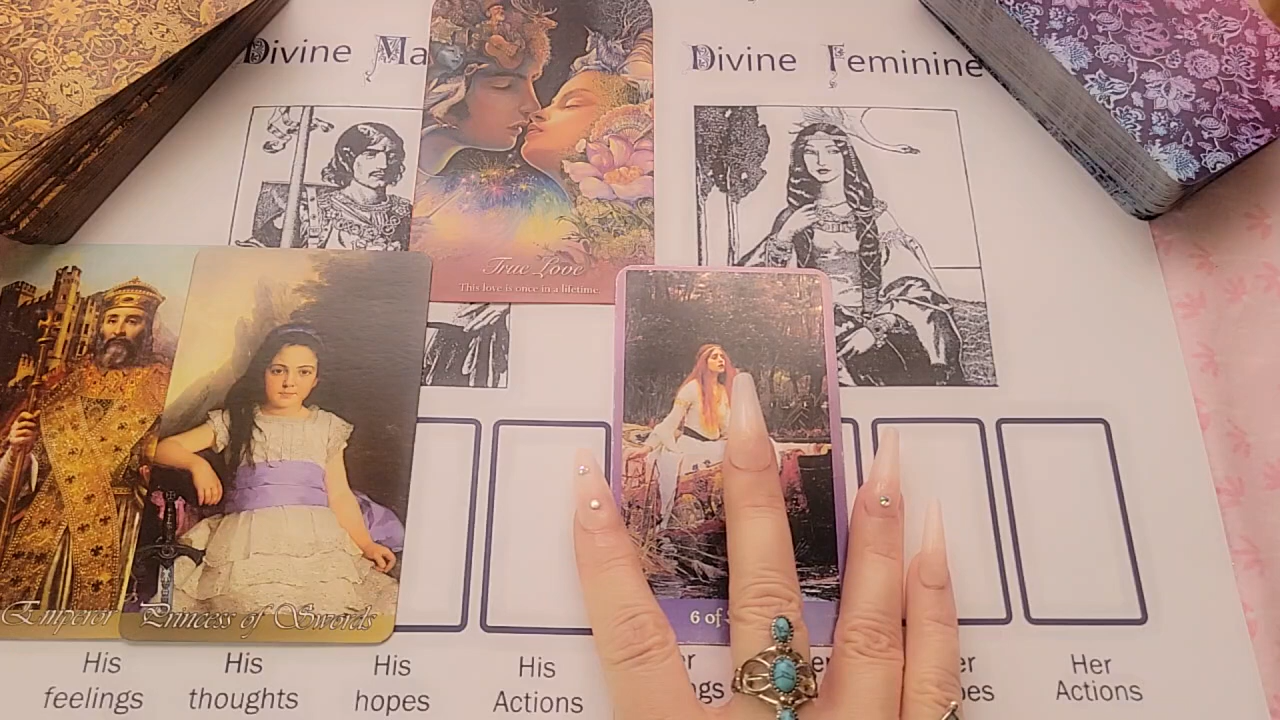 Divine Ma
Divine Feminine
True Love
This love is once in a lifetime.
Emperor
Princess of Swords
6 of
His feelings
His thoughts
His hopes
His Actions
Her Actions